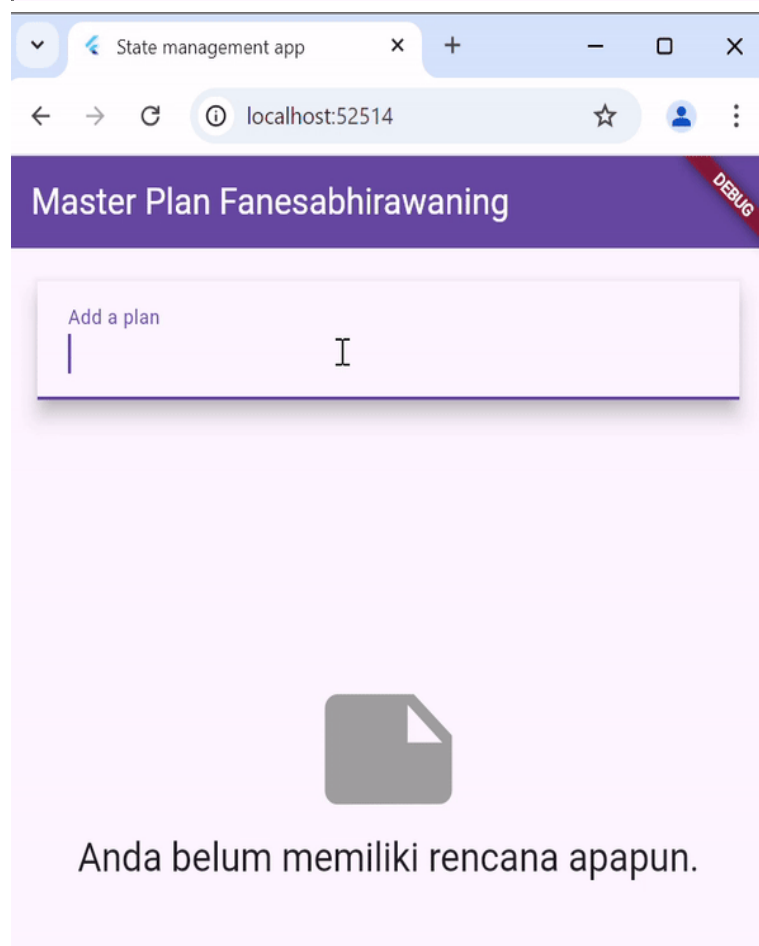 State management app
localhost:52514
Master Plan Fanesabhirawaning
DEBUG
Add a plan
Anda belum memiliki rencana apapun.